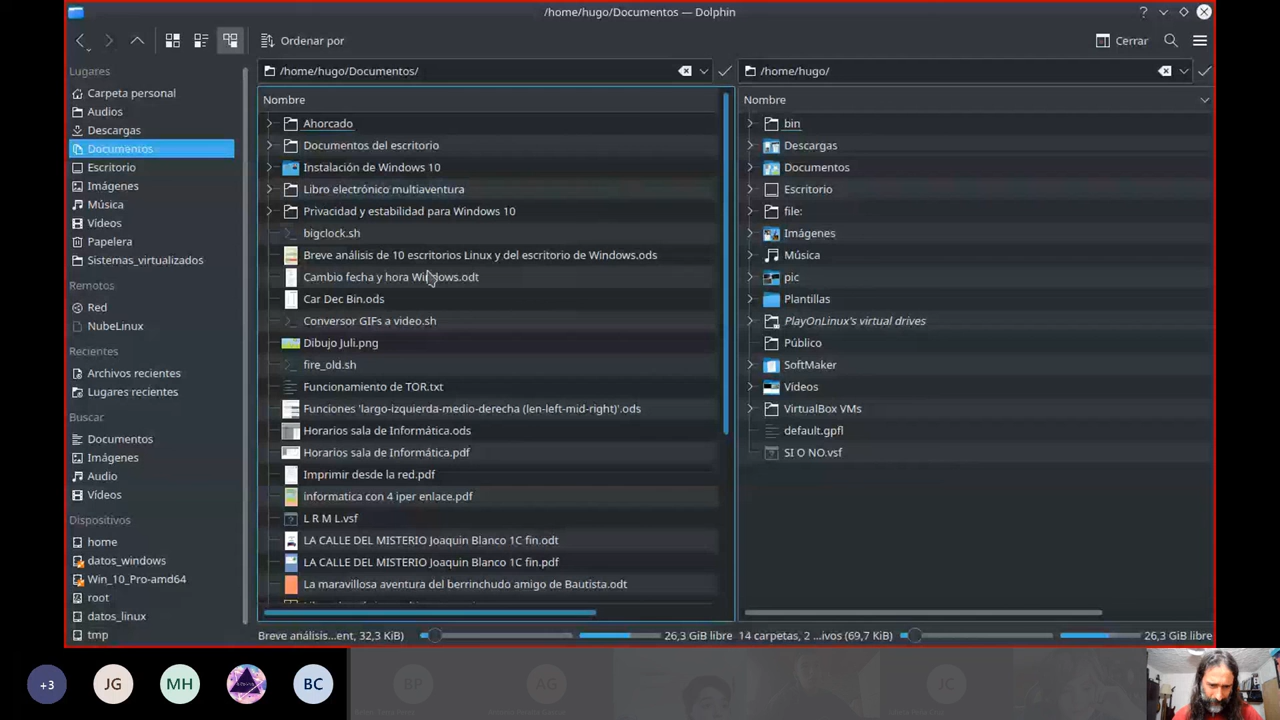 /home/hugo/Documentos — Dolphin
Ordenar por
Cerrar
Lugares
Carpeta personal
Audios
Descargas
Documentos
Escritorio
Imágenes
Música
Vídeos
Papelera
Sistemas_virtualizados
Remotos
Red
NubeLinux
Recientes
Archivos recientes
Lugares recientes
Buscar
Documentos
Imágenes
Audio
Vídeos
Dispositivos
home
datos_windows
Win_10_Pro-amd64
root
datos_linux
tmp
/home/hugo/Documentos/
Nombre
Ahorcado
Documentos del escritorio
Instalación de Windows 10
Libro electrónico multiaventura
Privacidad y estabilidad para Windows 10
bigclock.sh
Breve análisis de 10 escritorios Linux y del escritorio de Windows.ods
Cambio fecha y hora Windows.odt
Car Dec Bin.ods
Conversor GIFs a video.sh
Dibujo Juli.png
fire_old.sh
Funcionamiento de TOR.txt
Funciones 'largo-izquierda-medio-derecha (len-left-mid-right)'.ods
Horarios sala de Informática.ods
Horarios sala de Informática.pdf
Imprimir desde la red.pdf
informatica con 4 iper enlace.pdf
L R M L.vsf
LA CALLE DEL MISTERIO Joaquin Blanco 1C fin.odt
LA CALLE DEL MISTERIO Joaquin Blanco 1C fin.pdf
La maravillosa aventura del berrinchudo amigo de Bautista.odt
Breve análisis...ent, 32,3 KiB)
26,3 GiB libre
/home/hugo/
Nombre
bin
Descargas
Documentos
Escritorio
file:
Imágenes
Música
pic
Plantillas
PlayOnLinux's virtual drives
Público
SoftMaker
Vídeos
VirtualBox VMs
default.gpfl
SI O NO.vsf
14 carpetas, 2 ...ivos (69,7 KiB)
26,3 GiB libre
+3
JG
MH
BC
BP
AG